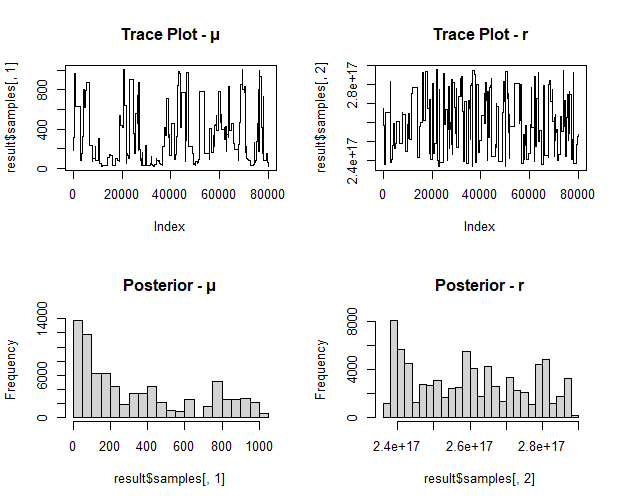 Trace Plot - µ
result$samples[, 1]
0 400 800
0 20000 40000 60000 80000
Index
Trace Plot - r
result$samples[, 2]
2.4e+17 2.8e+17
0 20000 40000 60000 80000
Index
Posterior - µ
Frequency
0 6000 14000
0 200 400 600 800 1000
result$samples[, 1]
Posterior - r
Frequency
0 4000 8000
2.4e+17 2.6e+17 2.8e+17
result$samples[, 2]